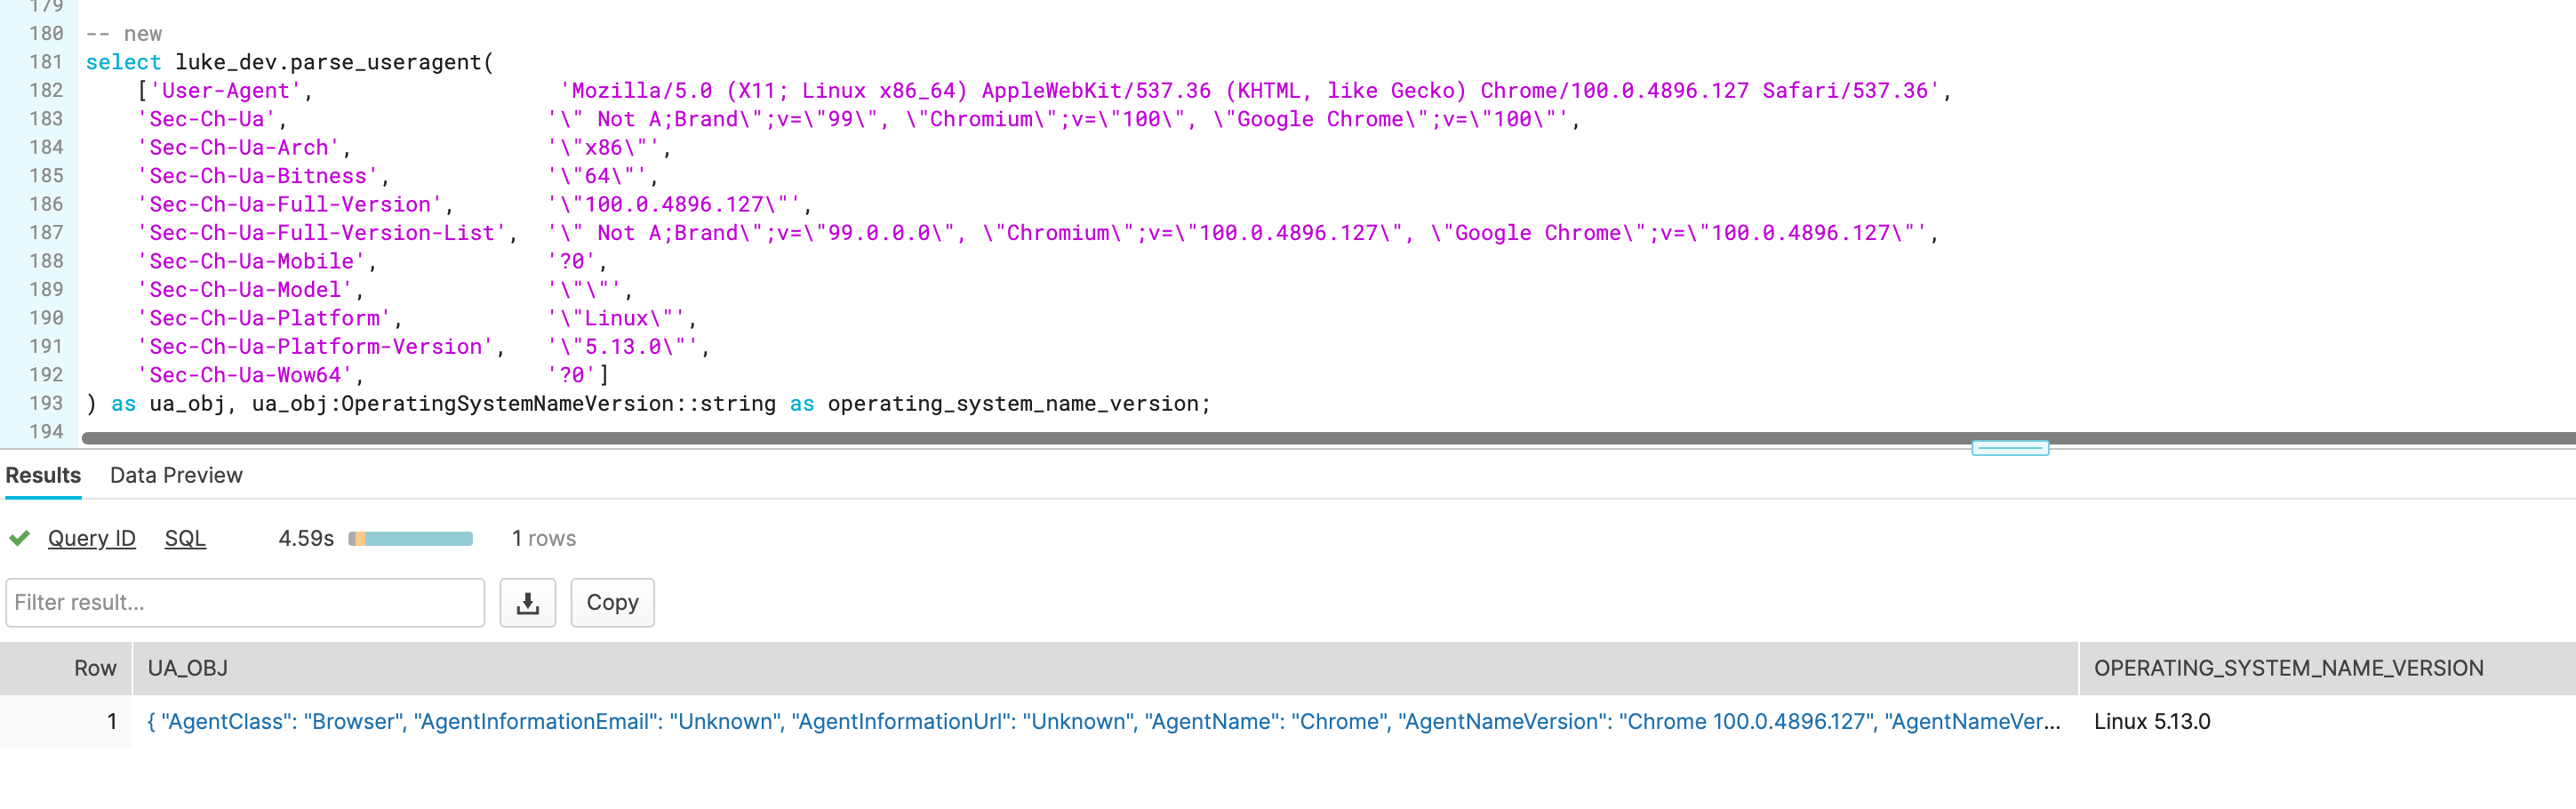 179
180 -- new
181 select luke_dev.parse_useragent(
182 ['User-Agent', 'Mozilla/5.0 (X11; Linux x86_64) AppleWebKit/537.36 (KHTML, like Gecko) Chrome/100.0.4896.127 Safari/537.36',
183 'Sec-Ch-Ua', '\" Not A;Brand\";v=\"99\", \"Chromium\";v=\"100\", \"Google Chrome\";v=\"100\"',
184 'Sec-Ch-Ua-Arch', '\"x86\"',
185 'Sec-Ch-Ua-Bitness', '\"64\"',
186 'Sec-Ch-Ua-Full-Version', '\"100.0.4896.127\"',
187 'Sec-Ch-Ua-Full-Version-List', '\" Not A;Brand\";v=\"99.0.0.0\", \"Chromium\";v=\"100.0.4896.127\", \"Google Chrome\";v=\"100.0.4896.127\"',
188 'Sec-Ch-Ua-Mobile', '?0',
189 'Sec-Ch-Ua-Model', '\"\"',
190 'Sec-Ch-Ua-Platform', '\"Linux\"',
191 'Sec-Ch-Ua-Platform-Version', '\"5.13.0\"',
192 'Sec-Ch-Ua-Wow64', '?0']
193 ) as ua_obj, ua_obj:OperatingSystemNameVersion::string as operating_system_name_version;
194
Results Data Preview
Query ID SQL 4.59s 1 rows
Filter result... Copy
Row UA_OBJ OPERATING_SYSTEM_NAME_VERSION
1 { "AgentClass": "Browser", "AgentInformationEmail": "Unknown", "AgentInformationUrl": "Unknown", "AgentName": "Chrome", "AgentNameVersion": "Chrome 100.0.4896.127", "AgentNameVer... Linux 5.13.0